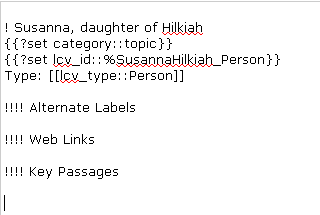 ! Susanna, daughter of Hilkiah
{{?set category::topic}}
{{?set lcv_id::%SusannaHilkiah_Person}}
Type: [[lcv_type::Person]]
!!!! Alternate Labels
!!!! Web Links
!!!! Key Passages